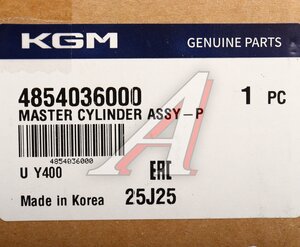 KGM GENUINE PARTS
4854036000 1 PC
MASTER CYLINDER ASSY-P
4854036000
U Y400 EAC
Made in Korea 25J25